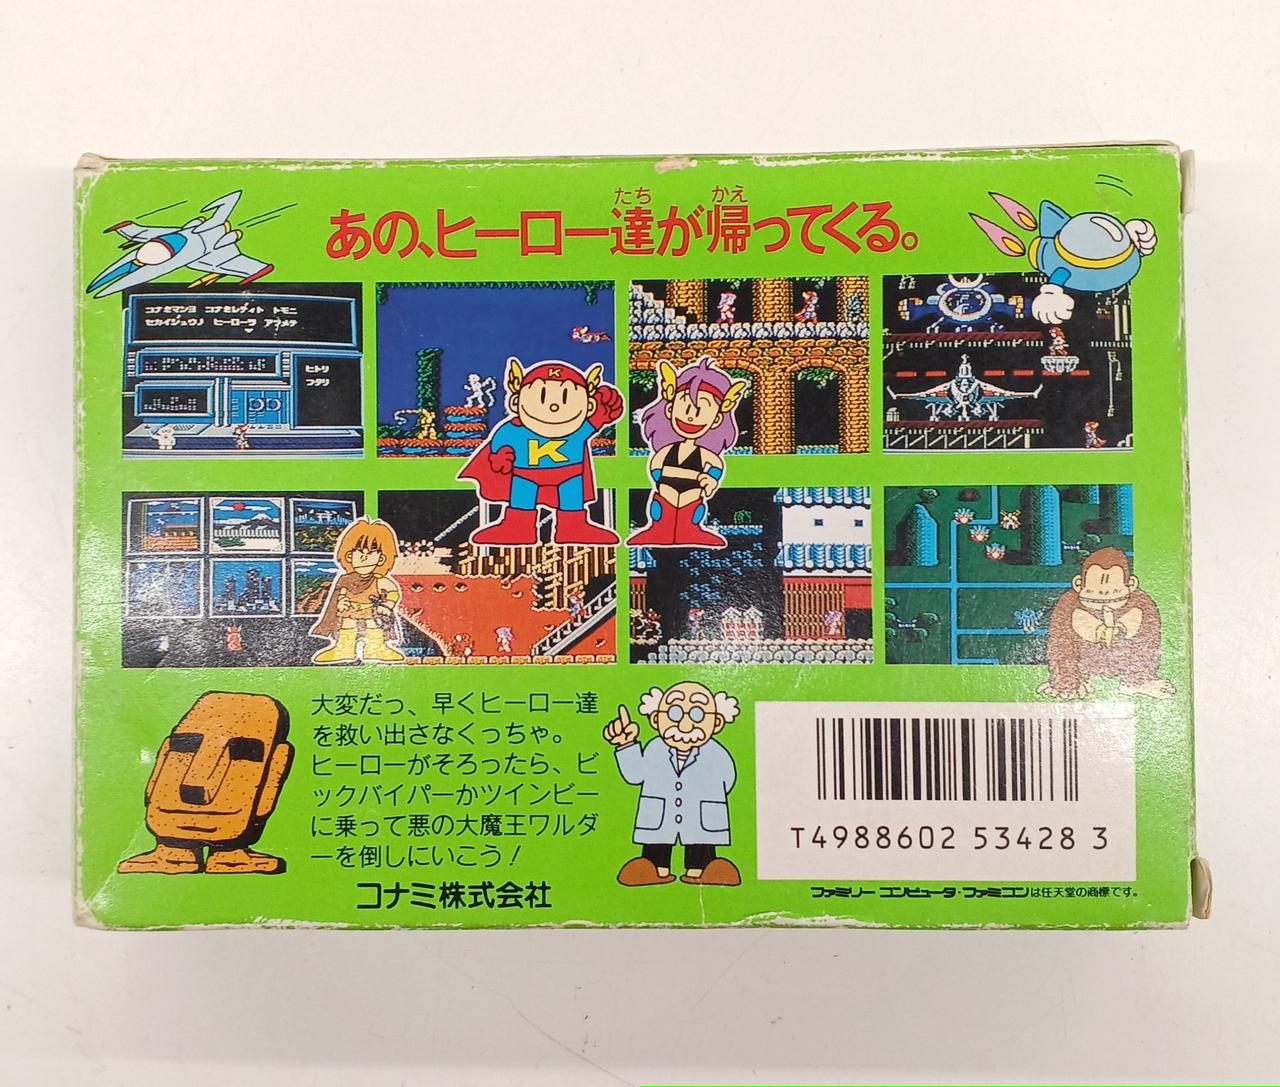 たち かえ
あの、ヒーロー達が帰ってくる。
コナミマンヨ コナミレディト トモニ
セカイジュウノ ヒーローヲ アツメテ
ヒトリ
フタリ
K
K
大変だっ、早くヒーロー達
を救い出さなくっちゃ。
ヒーローがそろったら、ビ
ックバイパーかツインビー
に乗って悪の大魔王ワルダ
ーを倒しにいこう!
コナミ株式会社
T4988602 53428 3
ファミリーコンピュータ・ファミコンは任天堂の商標です。